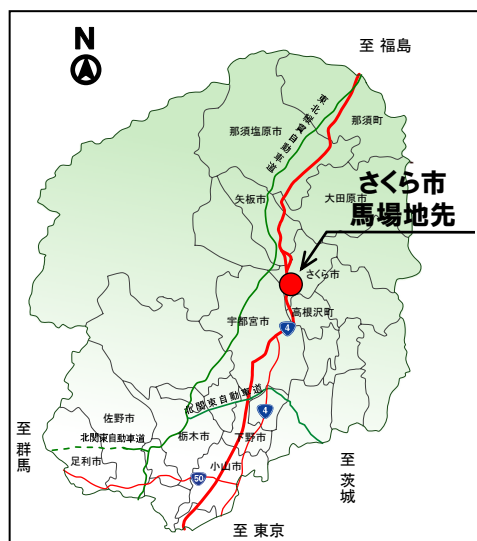 至 福島
N
那須町
那須塩原市
東北縦貫自動車道
さくら市
馬場地先
大田原市
矢板市
さくら市
高根沢町
宇都宮市
4
北関東自動車道
4
佐野市
至 群馬
北関東自動車道
栃木市
下野市
足利市
小山市
50
至 茨城
至 東京